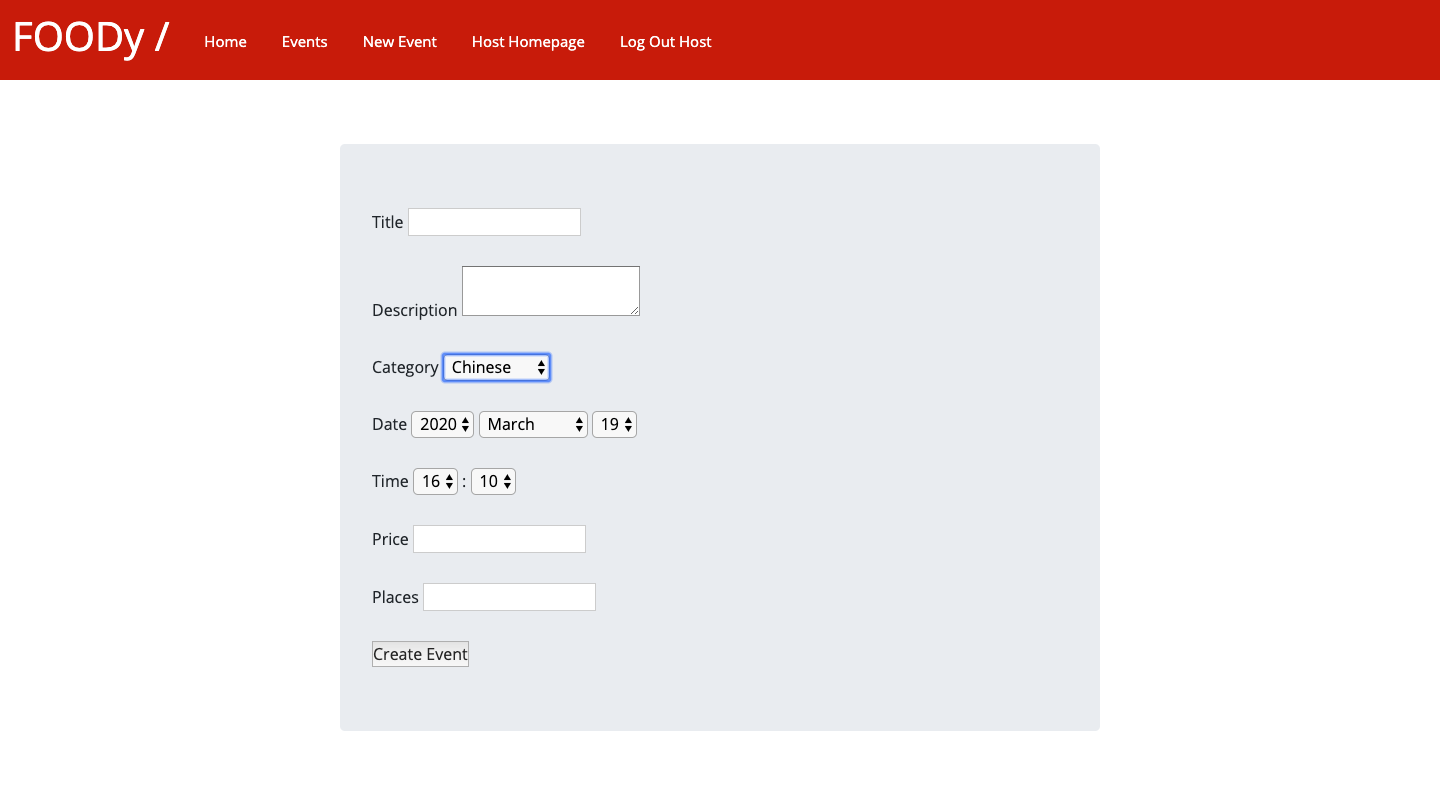 FOODy / Home Events New Event Host Homepage Log Out Host
Title
Description
Category Chinese
Date 2020 March 19
Time 16 : 10
Price
Places
Create Event